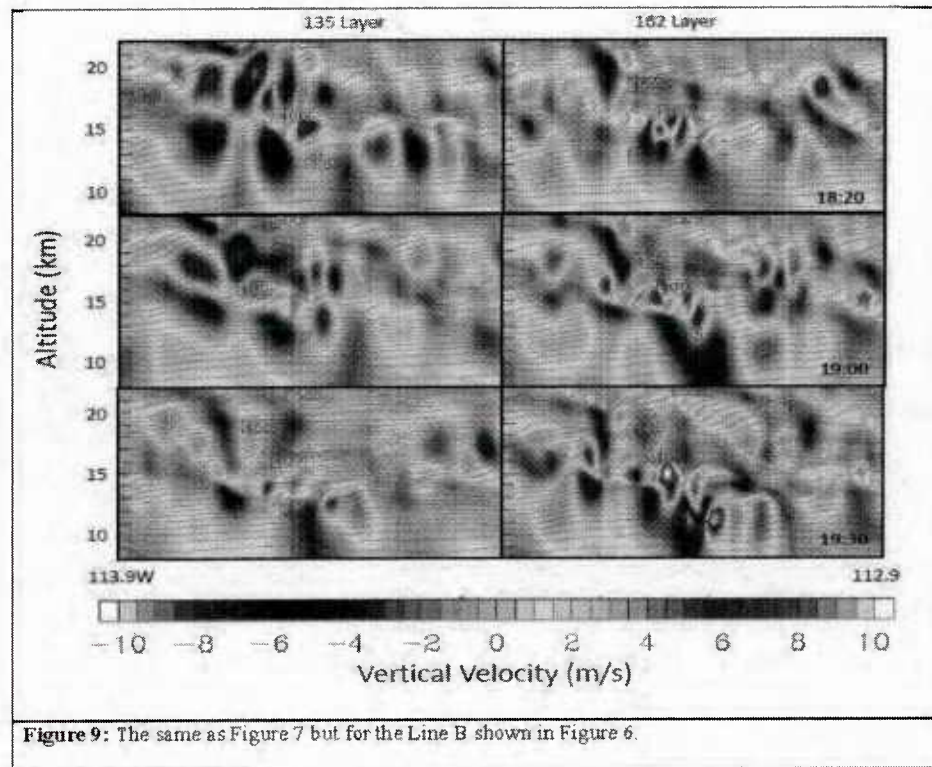 135 Layer 162 Layer
20
15
10
18:20
20
15
10
19:00
20
15
10
19:30
Altitude (km)
113.9W 112.9
−10 −8 −6 −4 −2 0 2 4 6 8 10
Vertical Velocity (m/s)
Figure 9: The same as Figure 7 but for the Line B shown in Figure 6.